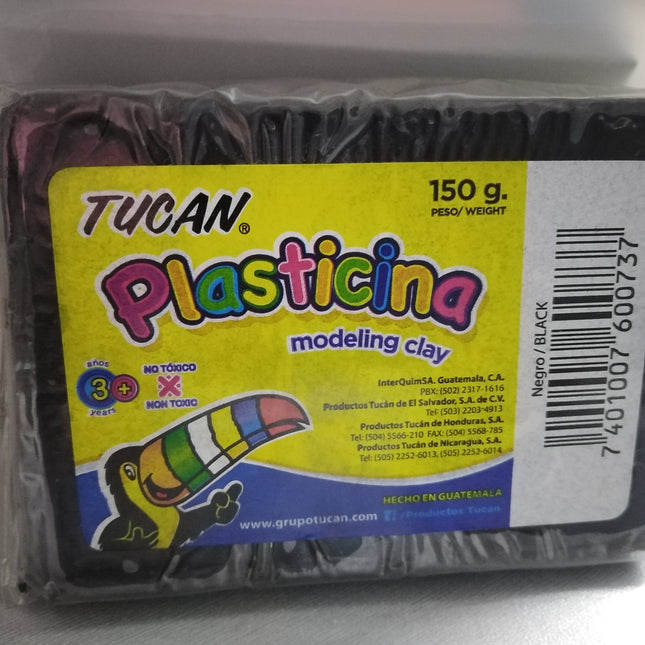 TUCAN®
150 g.
PESO/ WEIGHT
Plasticina
modeling clay
años
3+
years
NO TÓXICO
NON TOXIC
InterQuimSA. Guatemala, C.A.
PBX: (502) 2317-1616
Productos Tucán de El Salvador, S.A. de C.V.
Tel: (503) 2203-4913
Productos Tucán de Honduras, S.A.
Tel: (504) 5566-210 FAX: (504) 5568-785
Productos Tucán de Nicaragua, S.A.
Tel: (505) 2252-6013, (505) 2252-6014
HECHO EN GUATEMALA
www.grupotucan.com f /Productos Tucan
Negro / BLACK
7 401007 600737